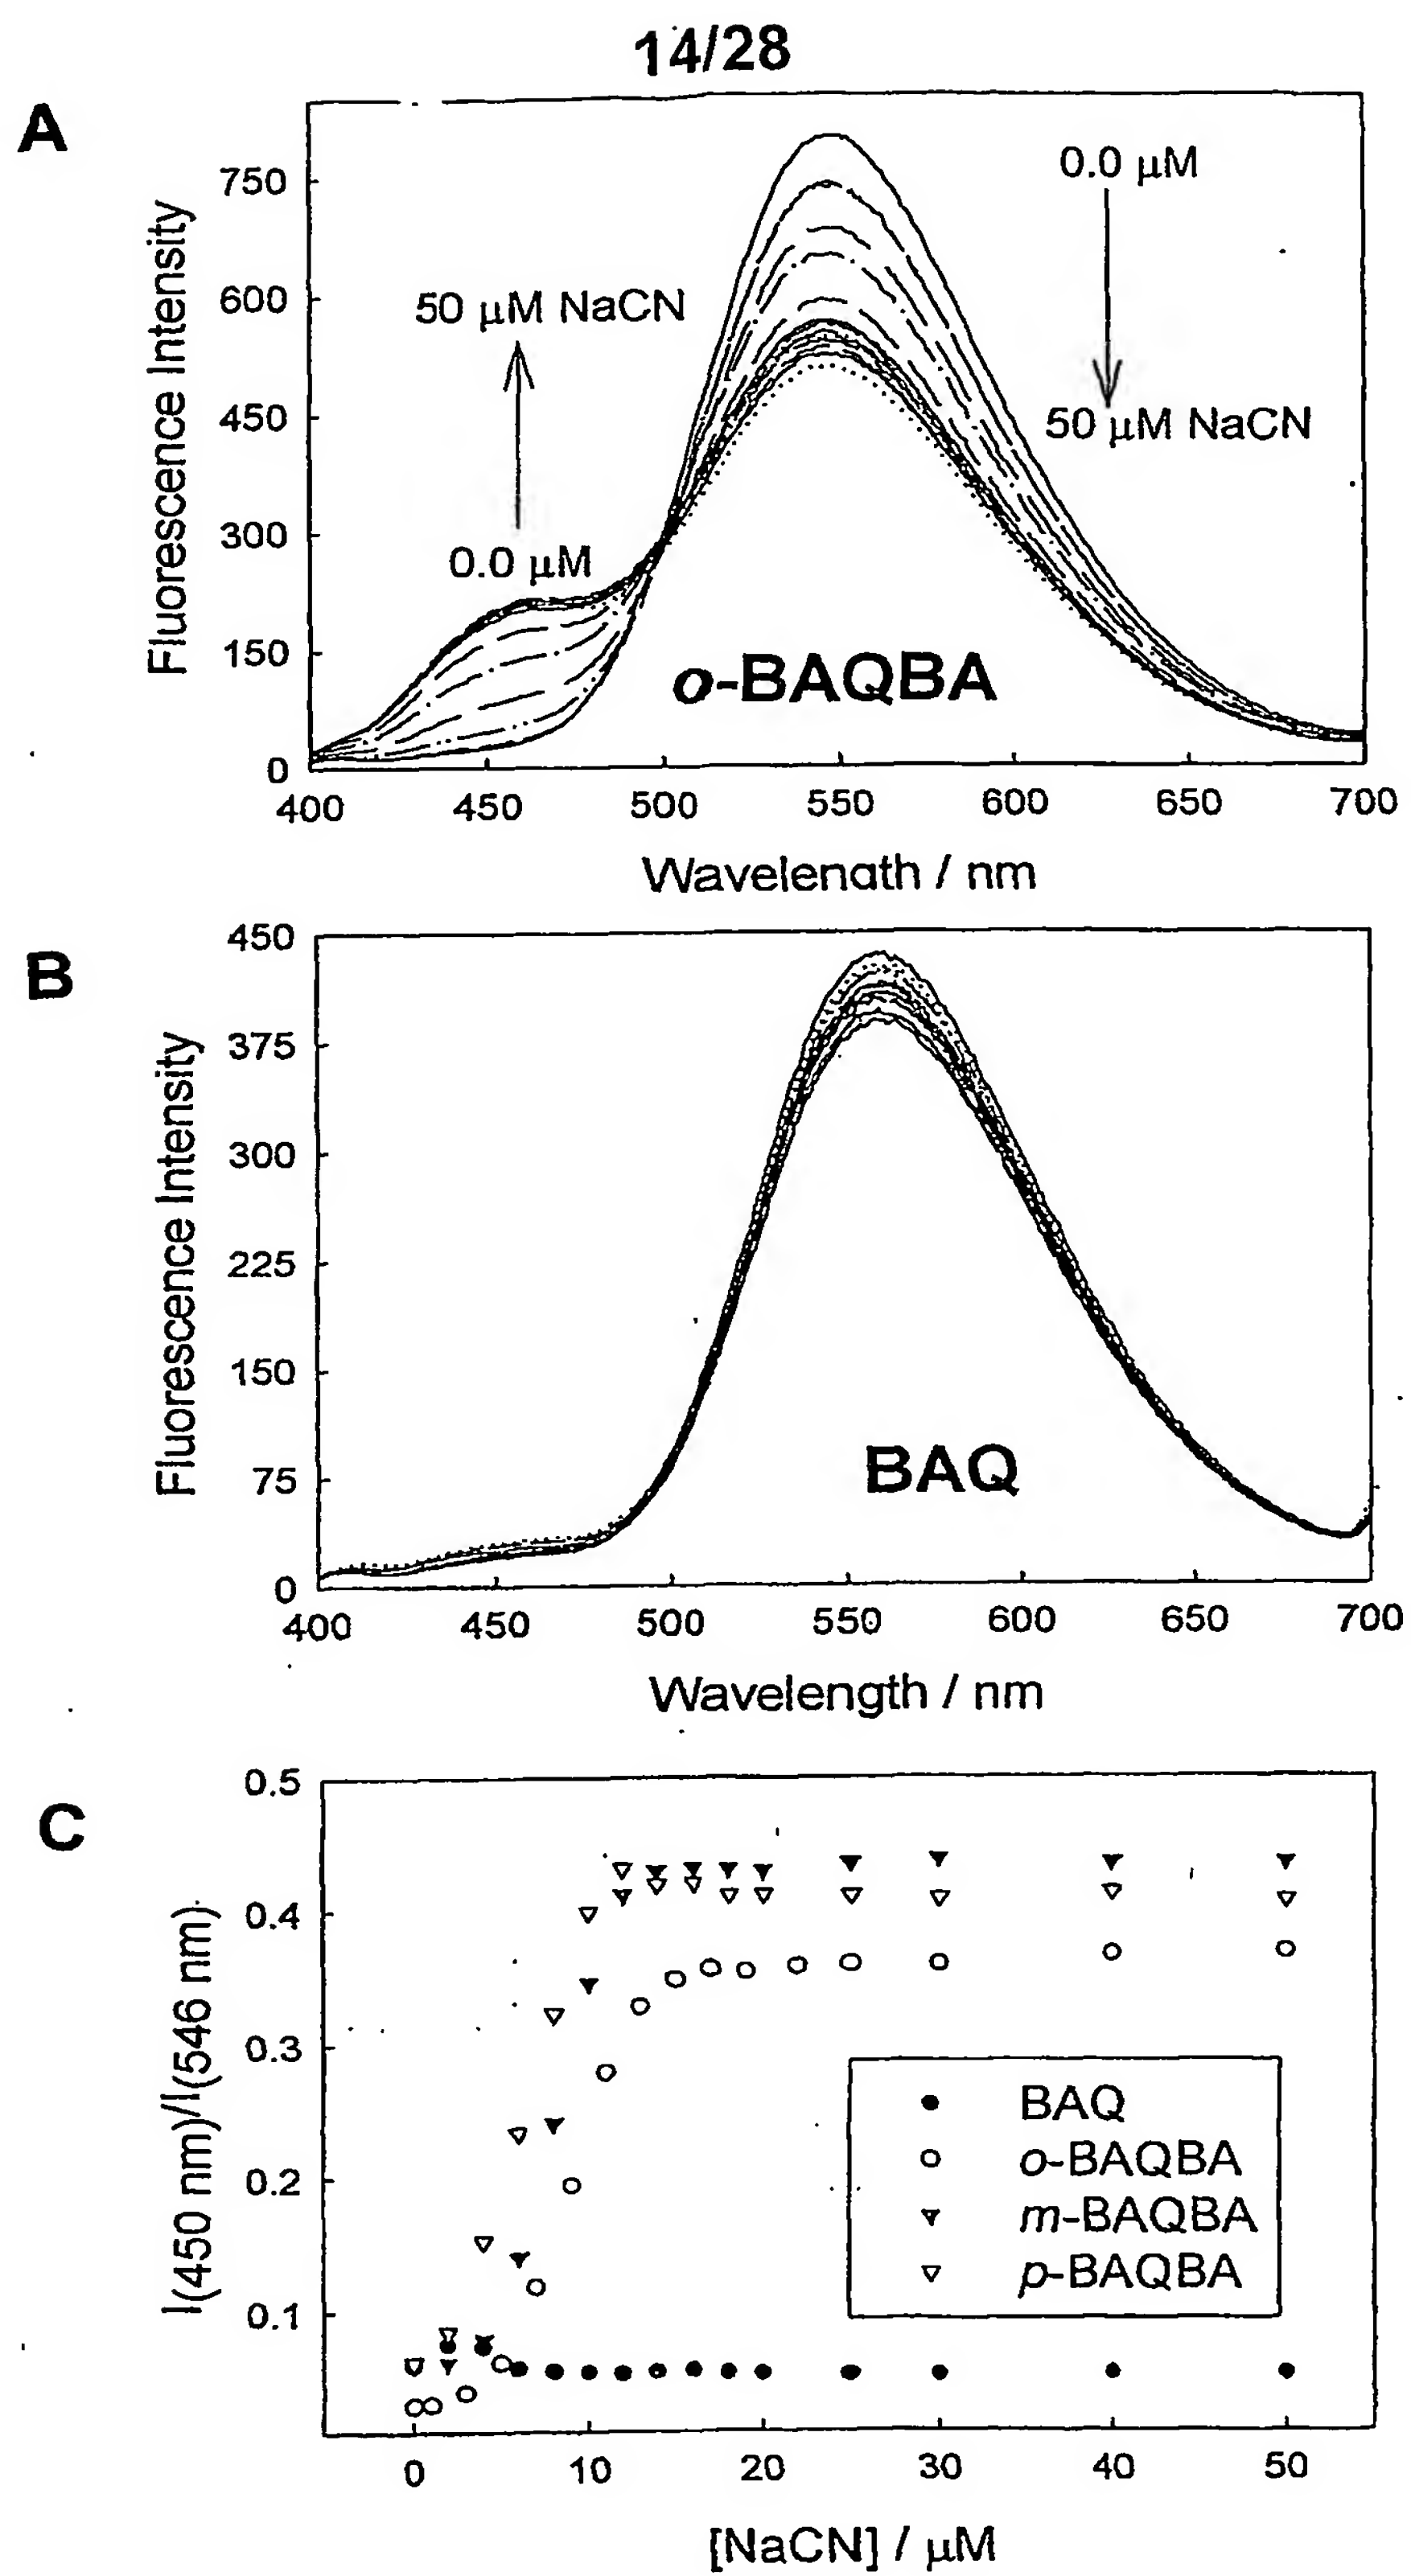 14/28
A
Fluorescence Intensity
750
600
450
300
150
0
50 μM NaCN
0.0 μM
0.0 μM
50 μM NaCN
o-BAQBA
400 450 500 550 600 650 700
Wavelength / nm
B
Fluorescence Intensity
450
375
300
225
150
75
0
BAQ
400 450 500 550 600 650 700
Wavelength / nm
C
I(450 nm)/I(546 nm)
0.5
0.4
0.3
0.2
0.1
BAQ
o-BAQBA
m-BAQBA
p-BAQBA
0 10 20 30 40 50
[NaCN] / μM